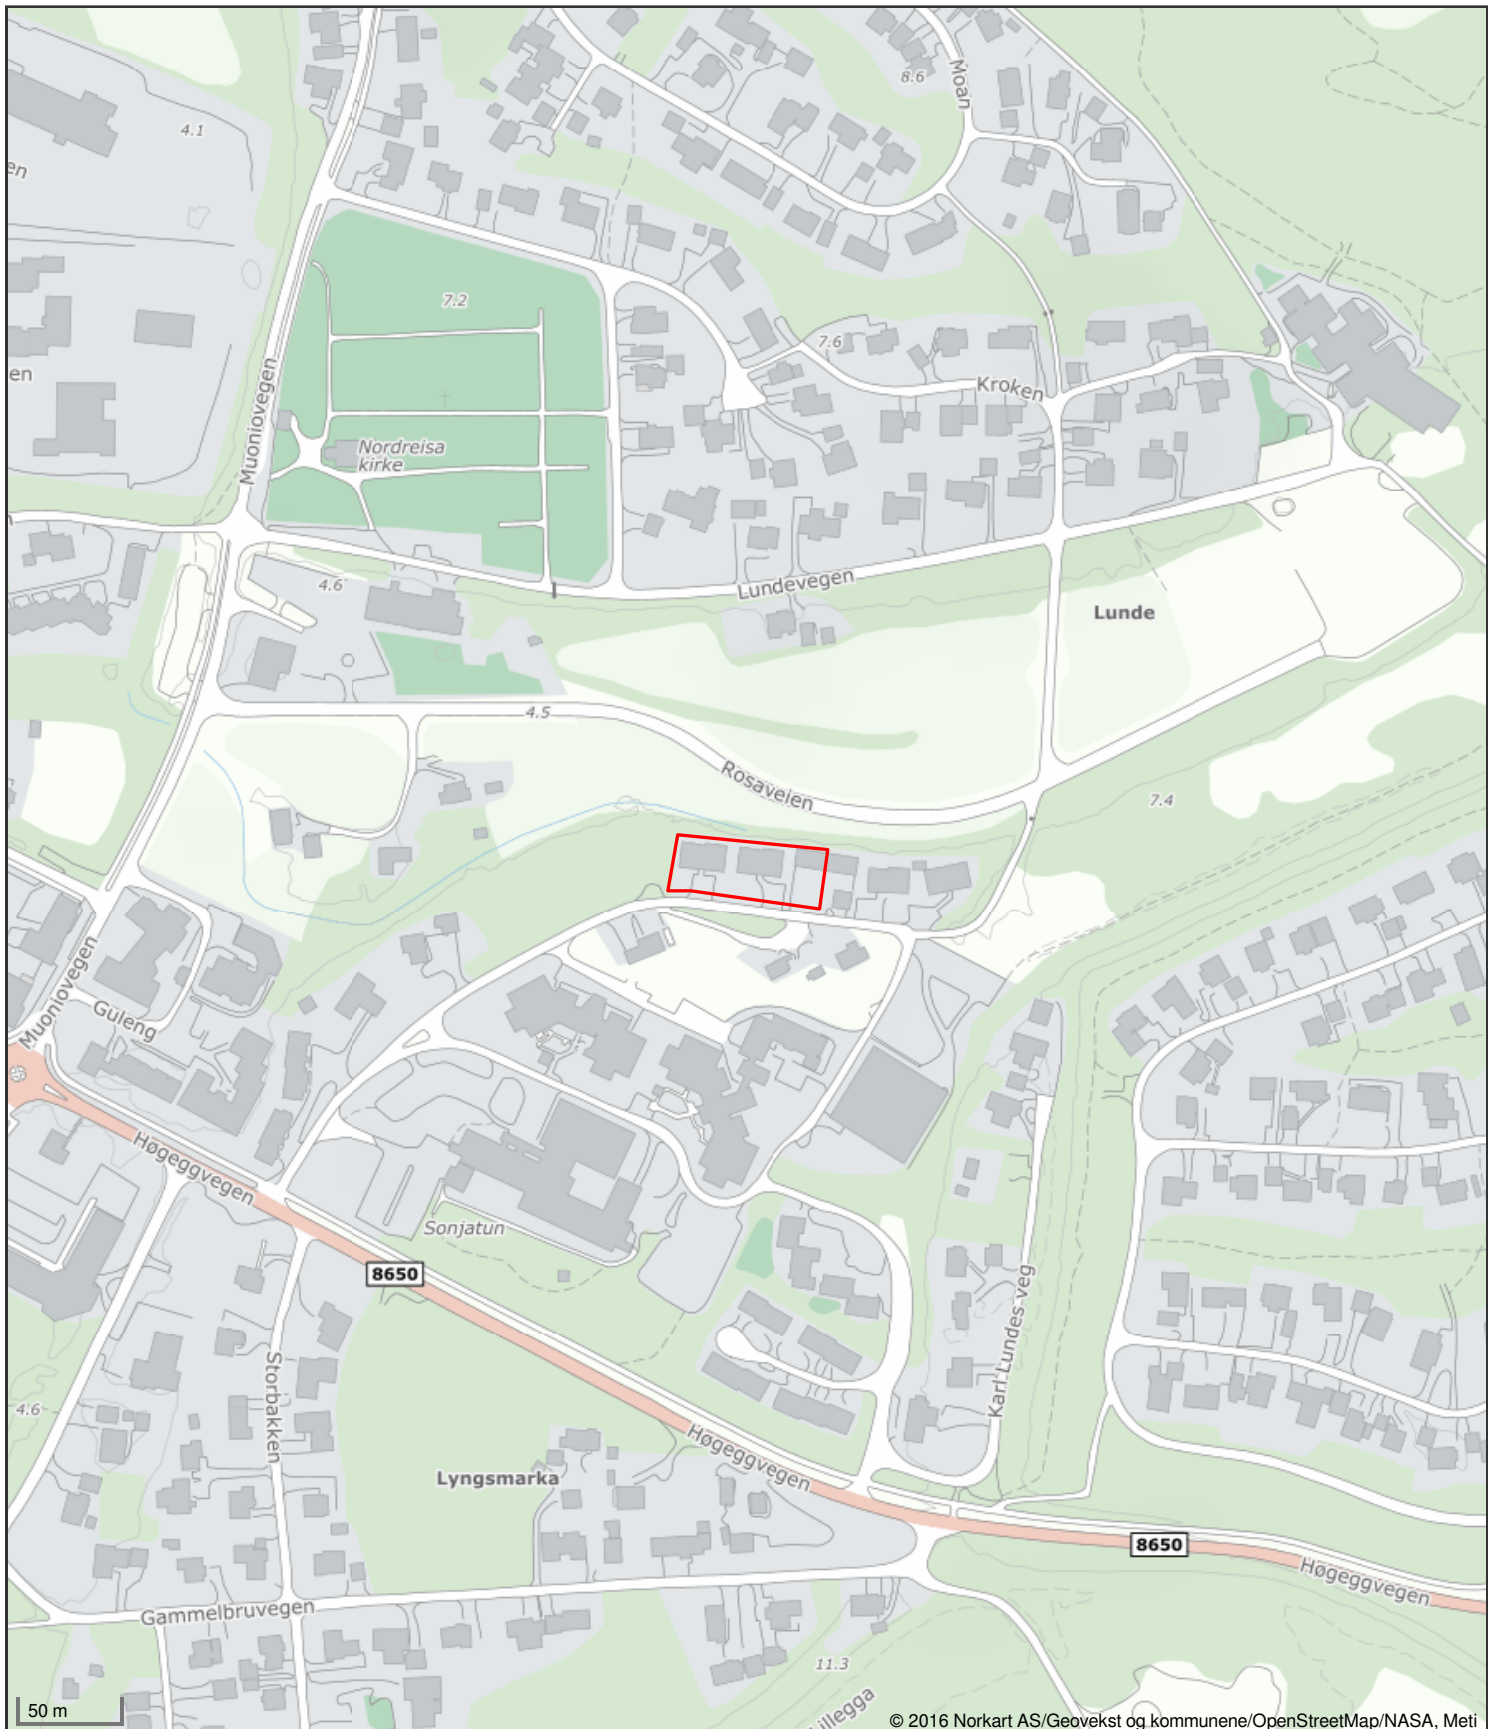 8.6
Moan
4.1
en
7.2
7.6
en
Kroken
Muoniovegen
Nordreisa
kirke
4.6
Lundevegen
Lunde
4.5
Rosaveien
7.4
Muoniovegen
Guleng
Høgeggvegen
Sonjatun
8650
Karl Lundes veg
Storbakken
4.6
Høgeggvegen
Lyngsmarka
8650
Høgeggvegen
Gammelbruvegen
11.3
Lillegga
50 m
© 2016 Norkart AS/Geovekst og kommunene/OpenStreetMap/NASA, Meti